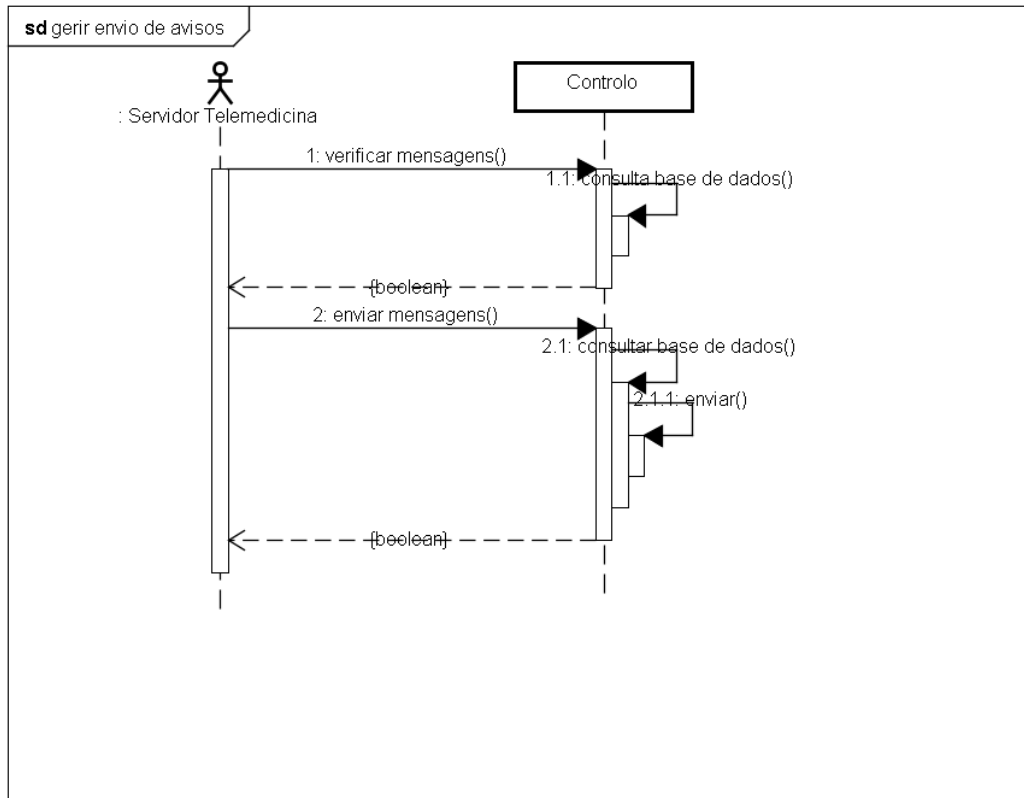 sd gerir envio de avisos
: Servidor Telemedicina
Controlo
1: verificar mensagens()
1.1: consulta base de dados()
{boolean}
2: enviar mensagens()
2.1: consultar base de dados()
2.1.1: enviar()
{boolean}